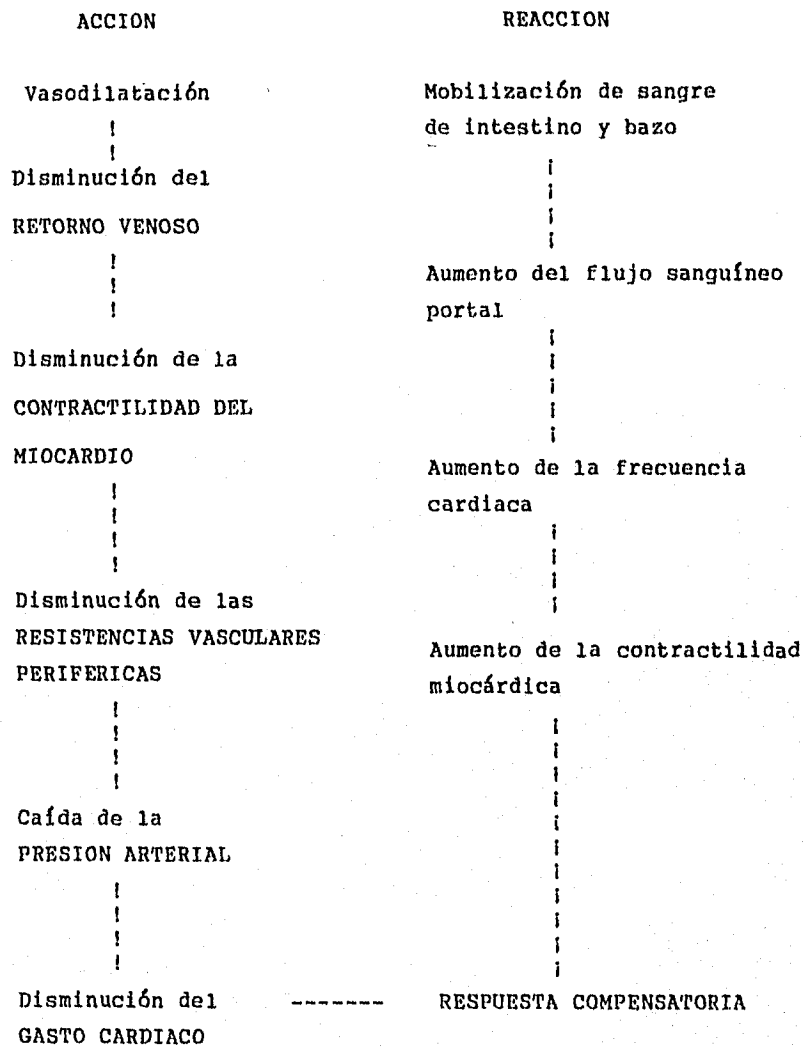 ACCION
Vasodilatación
Disminución del
RETORNO VENOSO
Disminución de la
CONTRACTILIDAD DEL
MIOCARDIO
Disminución de las
RESISTENCIAS VASCULARES
PERIFERICAS
Caída de la
PRESION ARTERIAL
Disminución del -------
GASTO CARDIACO
REACCION
Mobilización de sangre
de intestino y bazo
Aumento del flujo sanguíneo
portal
Aumento de la frecuencia
cardiaca
Aumento de la contractilidad
miocárdica
RESPUESTA COMPENSATORIA